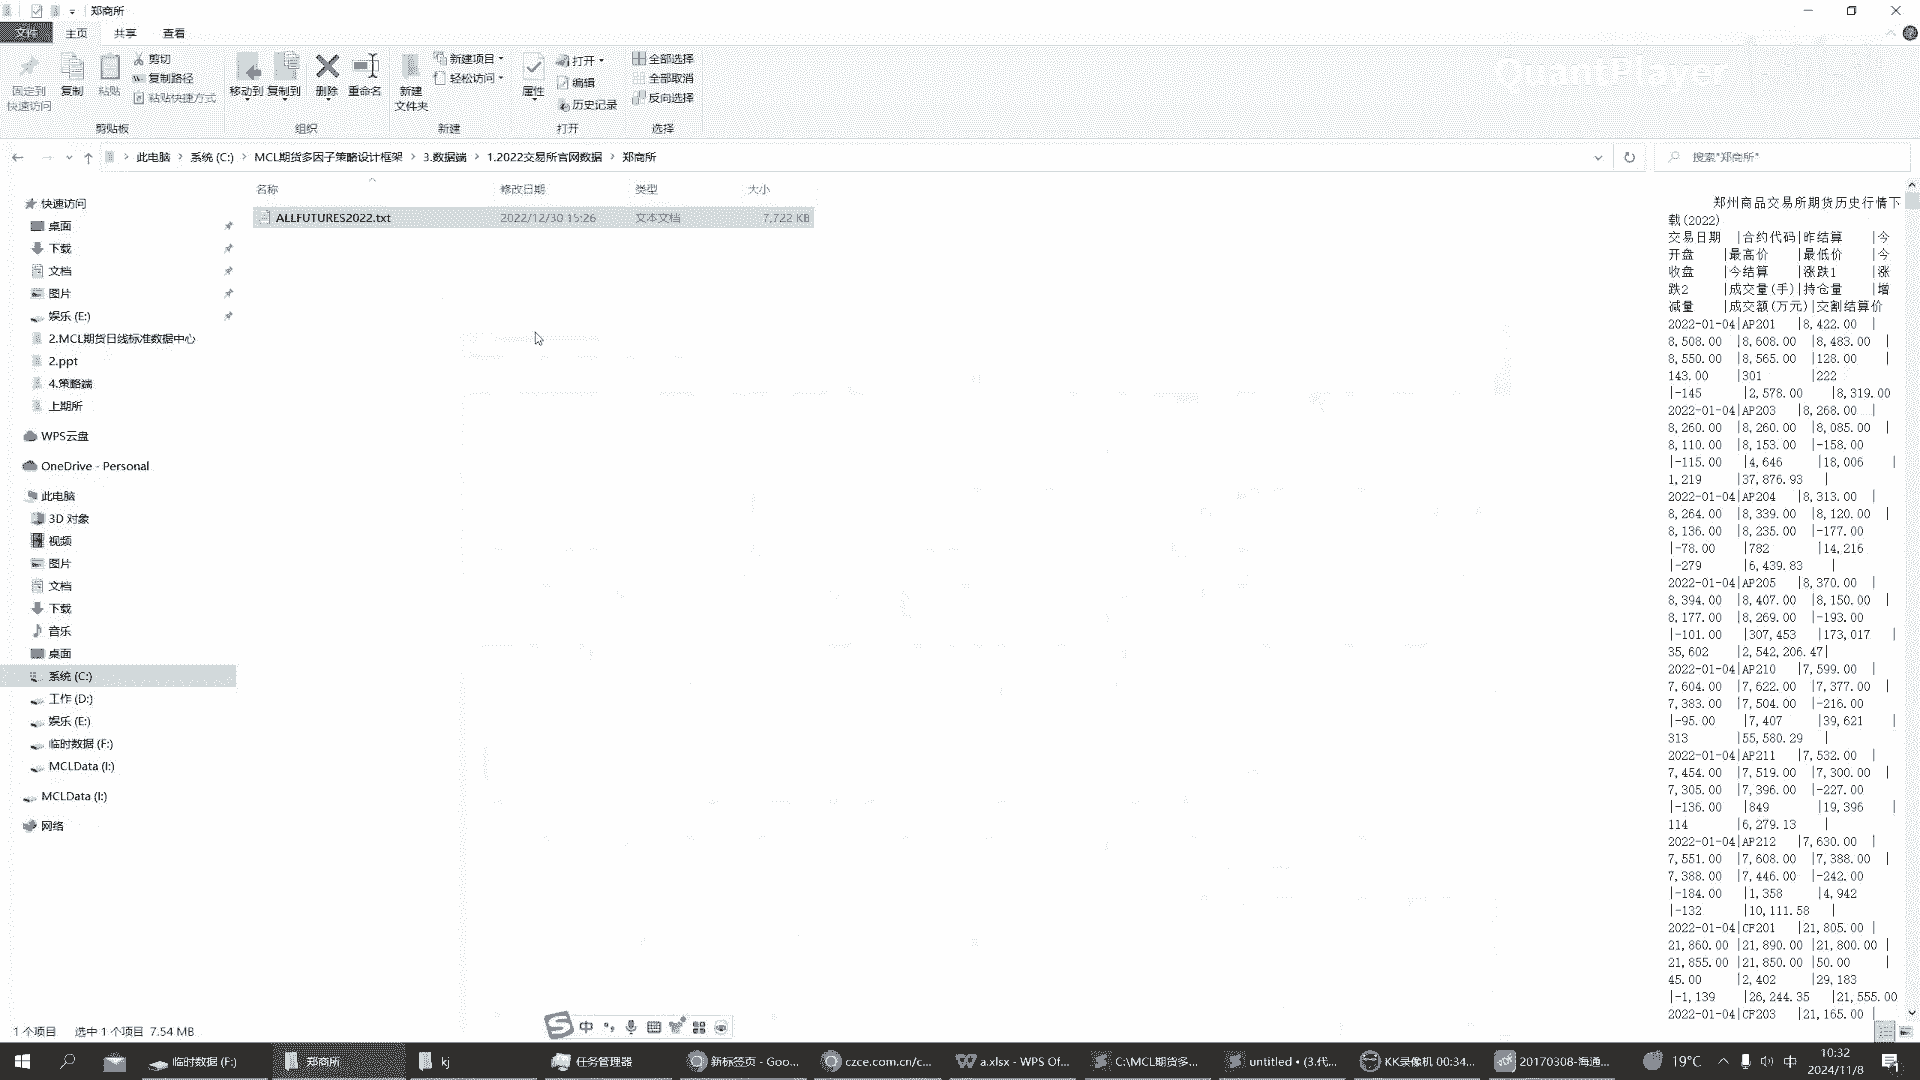 郑商所
文件 主页 共享 查看
QuantPlayer
固定到快速访问
复制
粘贴
剪切
复制路径
粘贴快捷方式
剪贴板
移动到
复制到
删除
重命名
组织
新建文件夹
新建项目
轻松访问
新建
属性
打开
编辑
历史记录
打开
全部选择
全部取消
反向选择
选择
此电脑 > 系统 (C:) > MCL期货多因子策略设计框架 > 3.数据端 > 1.2022交易所官网数据 > 郑商所
搜索"郑商所"
名称 修改日期 类型 大小
ALLFUTURES2022.txt 2022/12/30 15:26 文本文档 7,722 KB
快速访问
桌面
下载
文档
图片
娱乐 (E:)
2.MCL期货日线标准数据中心
2.ppt
4.策略端
上期所
WPS云盘
OneDrive - Personal
此电脑
3D 对象
视频
图片
文档
下载
音乐
桌面
系统 (C:)
工作 (D:)
娱乐 (E:)
临时数据 (F:)
MCLData (I:)
MCLData (I:)
网络
郑州商品交易所期货历史行情下
载(2022)
交易日期 |合约代码|昨结算 |今
开盘 |最高价 |最低价 |今
收盘 |今结算 |涨跌1 |涨
跌2 |成交量(手)|持仓量 |增
减量 |成交额(万元)|交割结算价
2022-01-04|AP201 |8,422.00 |
8,508.00 |8,608.00 |8,483.00 |
8,550.00 |8,565.00 |128.00 |
143.00 |301 |222
|-145 |2,578.00 |8,319.00
2022-01-04|AP203 |8,268.00 |
8,260.00 |8,260.00 |8,085.00 |
8,110.00 |8,153.00 |-158.00
|-115.00 |4,646 |18,006 |
1,219 |37,876.93 |
2022-01-04|AP204 |8,313.00 |
8,264.00 |8,339.00 |8,120.00 |
8,136.00 |8,235.00 |-177.00
|-78.00 |782 |14,216
|-279 |6,439.83 |
2022-01-04|AP205 |8,370.00 |
8,394.00 |8,407.00 |8,150.00 |
8,177.00 |8,269.00 |-193.00
|-101.00 |307,453 |173,017 |
35,602 |2,542,206.47|
2022-01-04|AP210 |7,599.00 |
7,604.00 |7,622.00 |7,377.00 |
7,383.00 |7,504.00 |-216.00
|-95.00 |7,407 |39,621 |
313 |55,580.29 |
2022-01-04|AP211 |7,532.00 |
7,454.00 |7,519.00 |7,300.00 |
7,305.00 |7,396.00 |-227.00
|-136.00 |849 |19,396 |
114 |6,279.13 |
2022-01-04|AP212 |7,630.00 |
7,551.00 |7,608.00 |7,388.00 |
7,388.00 |7,446.00 |-242.00
|-184.00 |1,358 |4,942
|-132 |10,111.58 |
2022-01-04|CF201 |21,805.00 |
21,860.00 |21,890.00 |21,800.00 |
21,855.00 |21,850.00 |50.00 |
45.00 |2,402 |29,183
|-1,139 |26,244.35 |21,555.00
2022-01-04|CF203 |21,165.00 |
1 个项目 选中 1 个项目 7.54 MB
中
临时数据 (F:)
郑商所
kj
任务管理器
新标签页 - Goo...
czce.com.cn/c...
a.xlsx - WPS Of...
C:\MCL期货多...
untitled • (3.代...
KK录像机 00:34...
20170308-海通...
19°C
中
10:32
2024/11/8